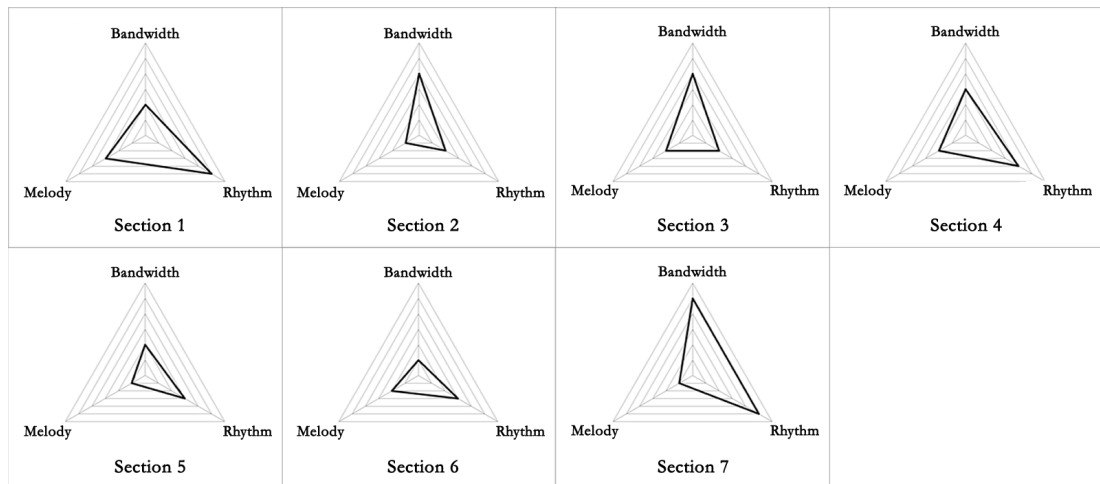 Bandwidth
Melody
Rhythm
Section 1
Bandwidth
Melody
Rhythm
Section 2
Bandwidth
Melody
Rhythm
Section 3
Bandwidth
Melody
Rhythm
Section 4
Bandwidth
Melody
Rhythm
Section 5
Bandwidth
Melody
Rhythm
Section 6
Bandwidth
Melody
Rhythm
Section 7